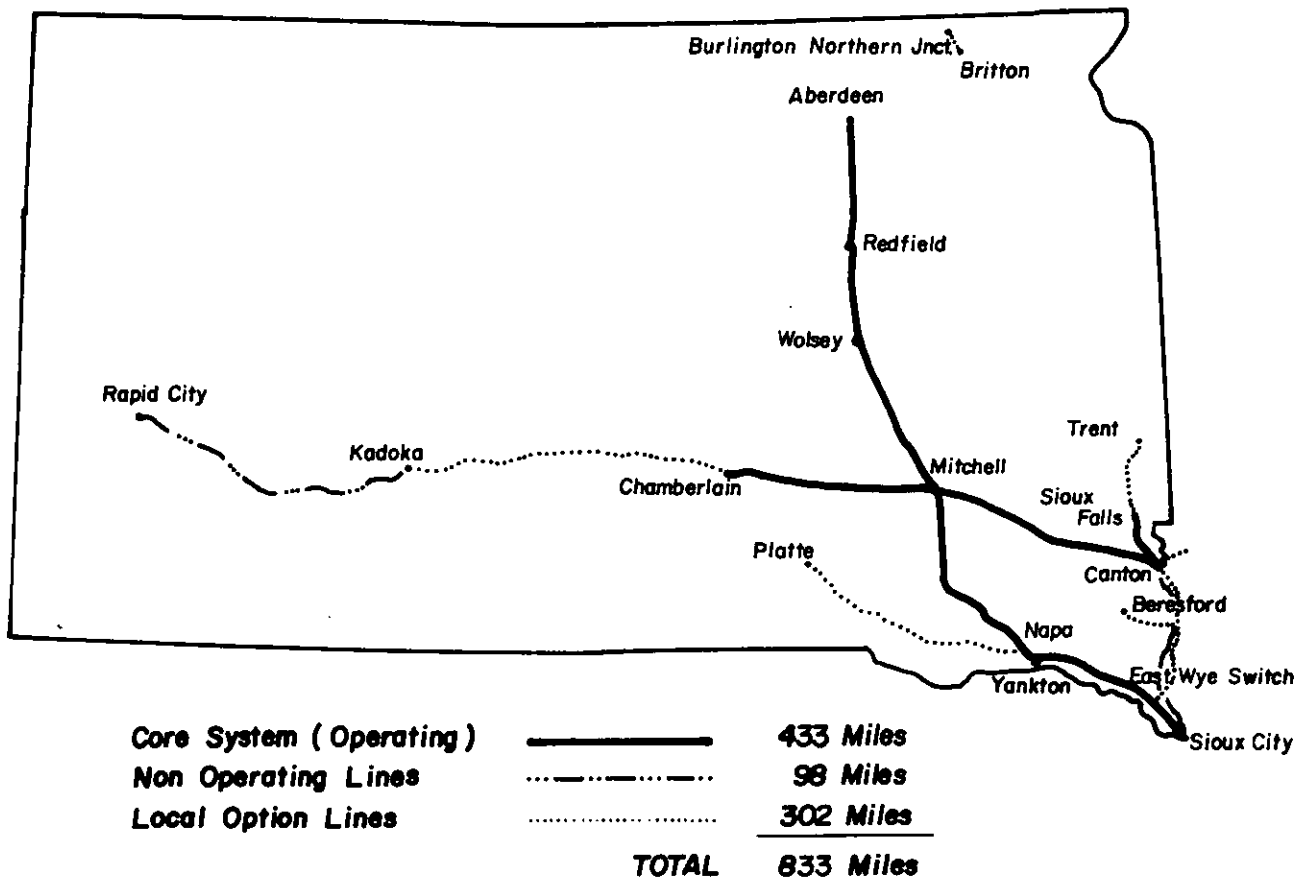 Burlington Northern Jnct.
Britton
Aberdeen
Redfield
Wolsey
Rapid City
Kadoka
Chamberlain
Mitchell
Trent
Sioux
Falls
Platte
Canton
Beresford
Napa
Yankton
East Wye Switch
Sioux City
Core System ( Operating ) 433 Miles
Non Operating Lines 98 Miles
Local Option Lines 302 Miles
TOTAL 833 Miles